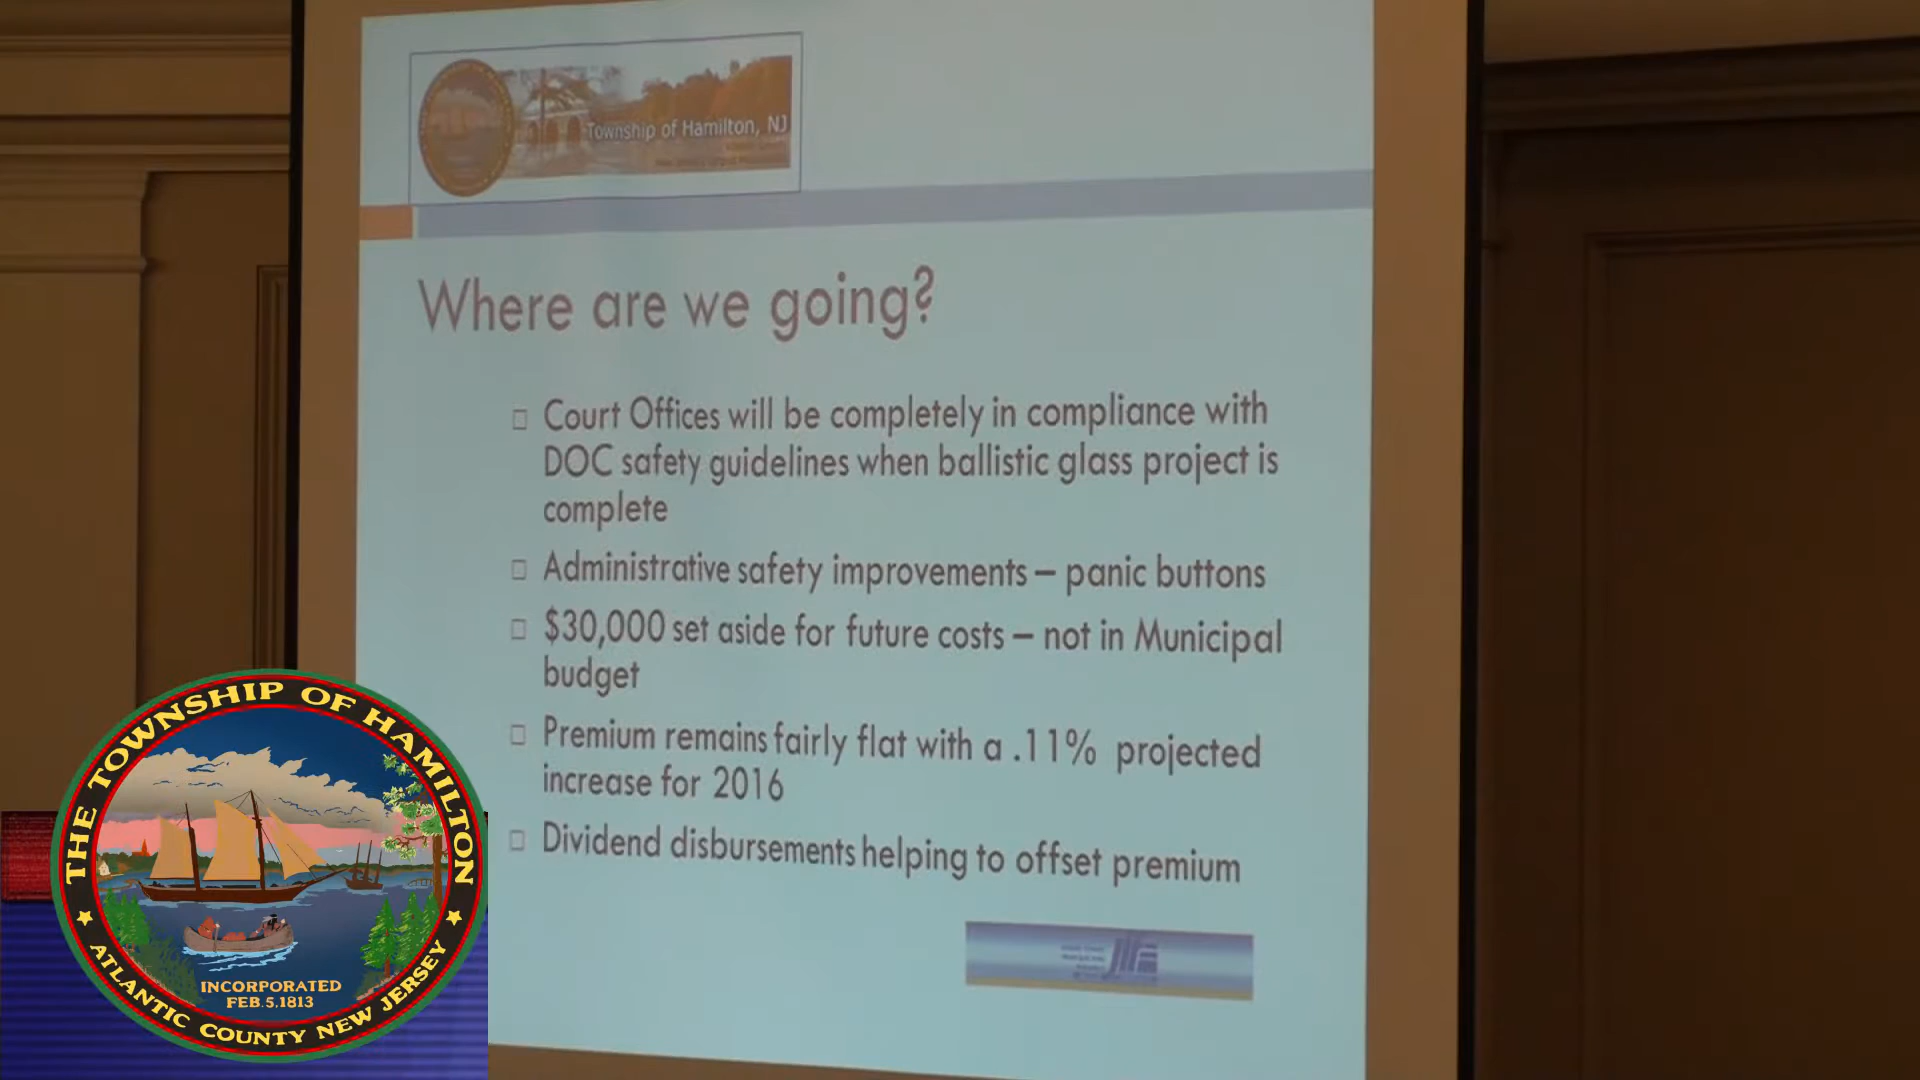 Township of Hamilton, NJ
Where are we going?
Court Offices will be completely in compliance with
DOC safety guidelines when ballistic glass project is
complete
Administrative safety improvements – panic buttons
$30,000 set aside for future costs – not in Municipal
budget
Premium remains fairly flat with a .11% projected
increase for 2016
Dividend disbursements helping to offset premium
THE TOWNSHIP OF HAMILTON
INCORPORATED
FEB.5.1813
ATLANTIC COUNTY NEW JERSEY